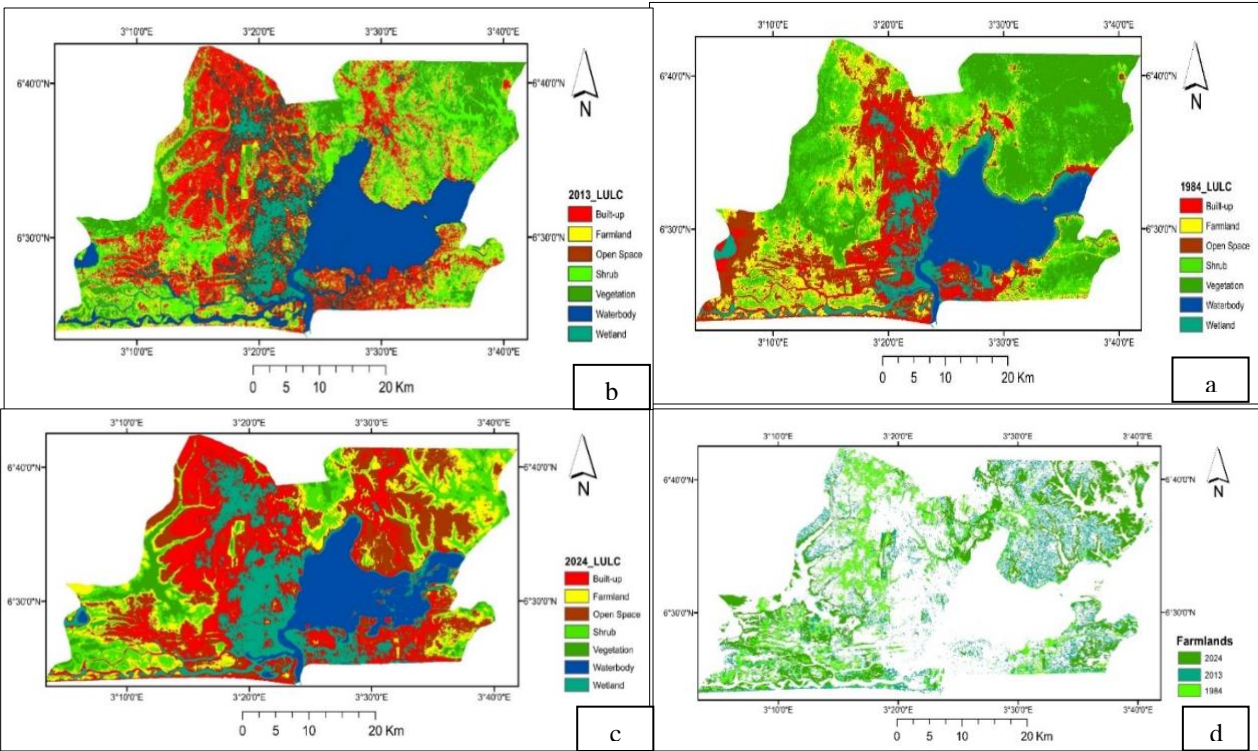 3°10'0"E 3°20'0"E 3°30'0"E 3°40'0"E
6°40'0"N 6°40'0"N
N
2013_LULC
Built-up
Farmland
Open Space
Shrub
Vegetation
Waterbody
Wetland
6°30'0"N 6°30'0"N
3°10'0"E 3°20'0"E 3°30'0"E 3°40'0"E
0 5 10 20 Km
b
3°10'0"E 3°20'0"E 3°30'0"E 3°40'0"E
6°40'0"N 6°40'0"N
N
1984_LULC
Built-up
Farmland
Open Space
Shrub
Vegetation
Waterbody
Wetland
6°30'0"N 6°30'0"N
3°10'0"E 3°20'0"E 3°30'0"E 3°40'0"E
0 5 10 20 Km
a
3°10'0"E 3°20'0"E 3°30'0"E 3°40'0"E
6°40'0"N 6°40'0"N
N
2024_LULC
Built-up
Farmland
Open Space
Shrub
Vegetation
Waterbody
Wetland
6°30'0"N 6°30'0"N
3°10'0"E 3°20'0"E 3°30'0"E 3°40'0"E
0 5 10 20 Km
c
3°10'0"E 3°20'0"E 3°30'0"E 3°40'0"E
6°40'0"N 6°40'0"N
N
6°30'0"N 6°30'0"N
Farmlands
2024
2013
1984
3°10'0"E 3°20'0"E 3°30'0"E 3°40'0"E
0 5 10 20 Km
d